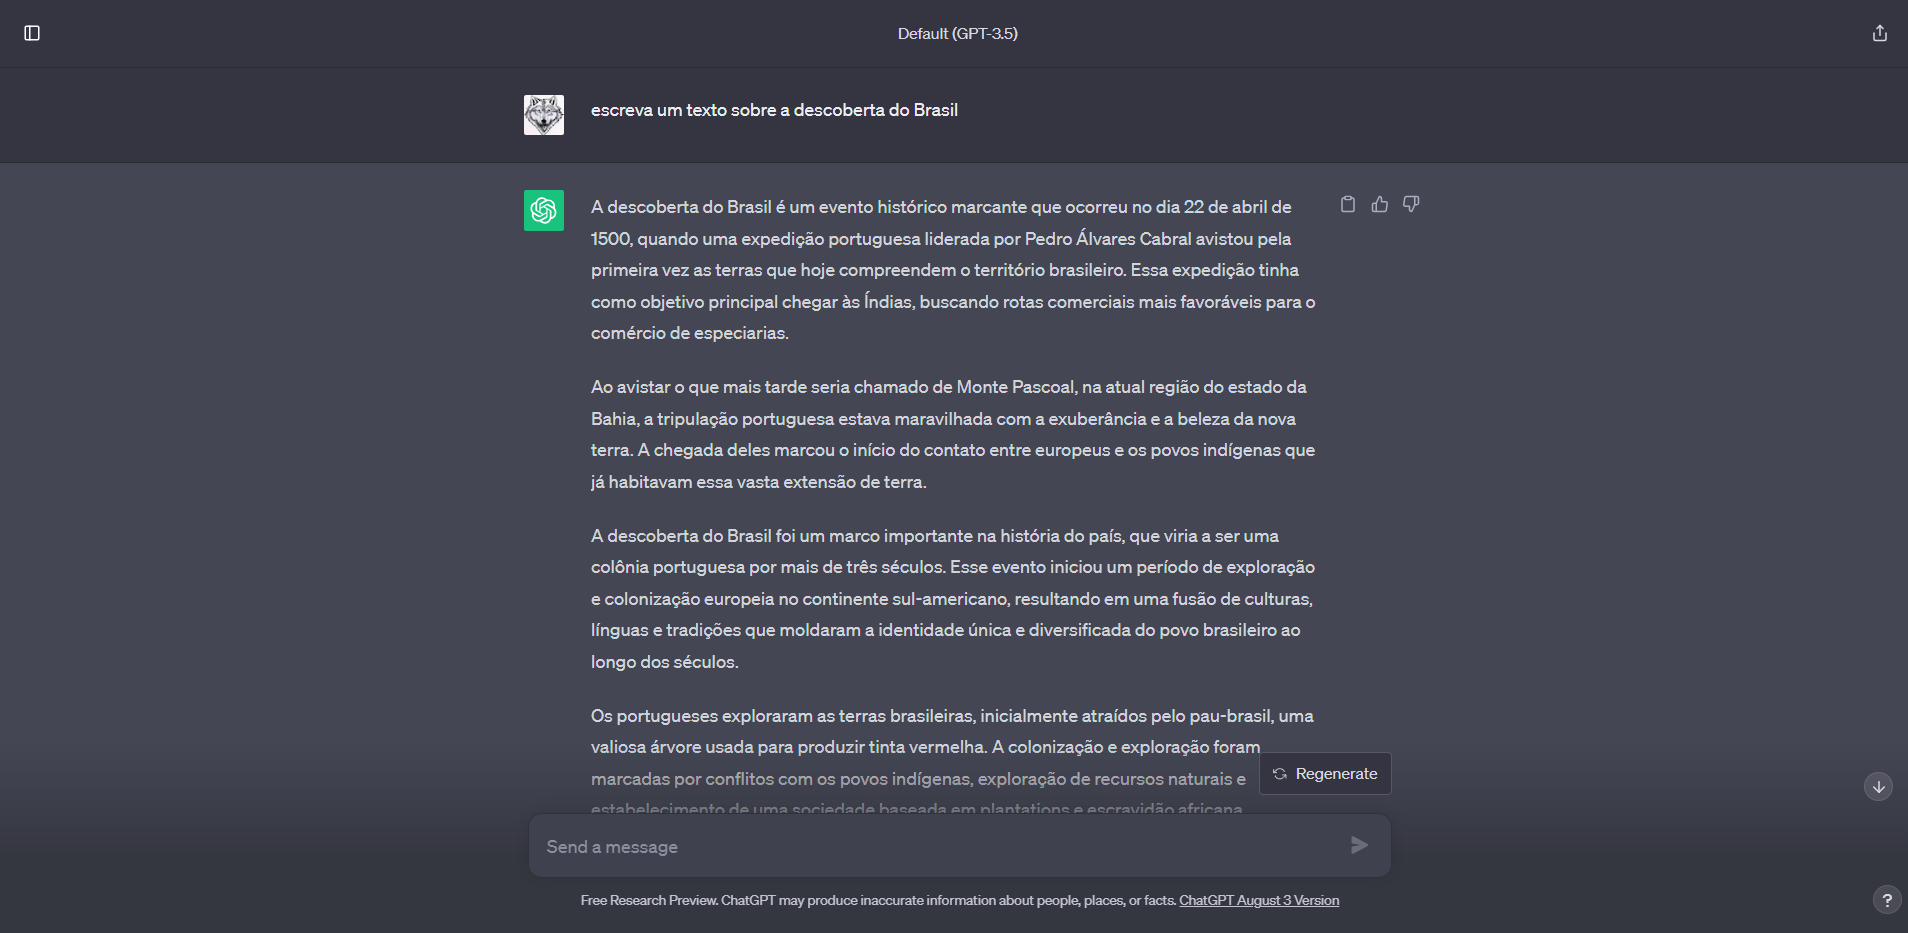 Default (GPT-3.5)
escreva um texto sobre a descoberta do Brasil
A descoberta do Brasil é um evento histórico marcante que ocorreu no dia 22 de abril de
1500, quando uma expedição portuguesa liderada por Pedro Álvares Cabral avistou pela
primeira vez as terras que hoje compreendem o território brasileiro. Essa expedição tinha
como objetivo principal chegar às Índias, buscando rotas comerciais mais favoráveis para o
comércio de especiarias.
Ao avistar o que mais tarde seria chamado de Monte Pascoal, na atual região do estado da
Bahia, a tripulação portuguesa estava maravilhada com a exuberância e a beleza da nova
terra. A chegada deles marcou o início do contato entre europeus e os povos indígenas que
já habitavam essa vasta extensão de terra.
A descoberta do Brasil foi um marco importante na história do país, que viria a ser uma
colônia portuguesa por mais de três séculos. Esse evento iniciou um período de exploração
e colonização europeia no continente sul-americano, resultando em uma fusão de culturas,
línguas e tradições que moldaram a identidade única e diversificada do povo brasileiro ao
longo dos séculos.
Os portugueses exploraram as terras brasileiras, inicialmente atraídos pelo pau-brasil, uma
valiosa árvore usada para produzir tinta vermelha. A colonização e exploração foram
marcadas por conflitos com os povos indígenas, exploração de recursos naturais e
estabelecimento de uma sociedade baseada em plantations e escravidão africana.
Regenerate
Send a message
Free Research Preview. ChatGPT may produce inaccurate information about people, places, or facts. ChatGPT August 3 Version
?